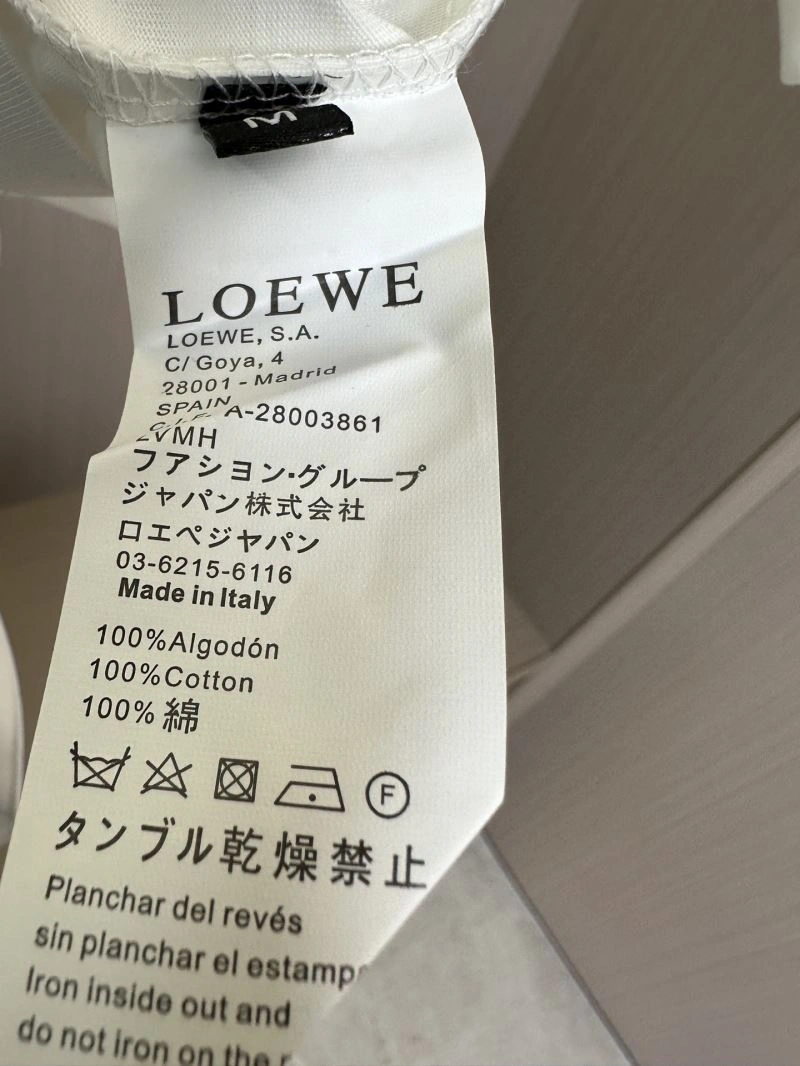 M
LOEWE
LOEWE, S.A.
C/ Goya, 4
28001 - Madrid
SPAIN
A-28003861
LVMH
フアション·グループ
ジャパン株式会社
ロエペジャパン
03-6215-6116
Made in Italy
100%Algodón
100%Cotton
100% 綿
F
タンブル乾燥禁止
Planchar del revés
sin planchar el
Iron inside out and
do not iron on the